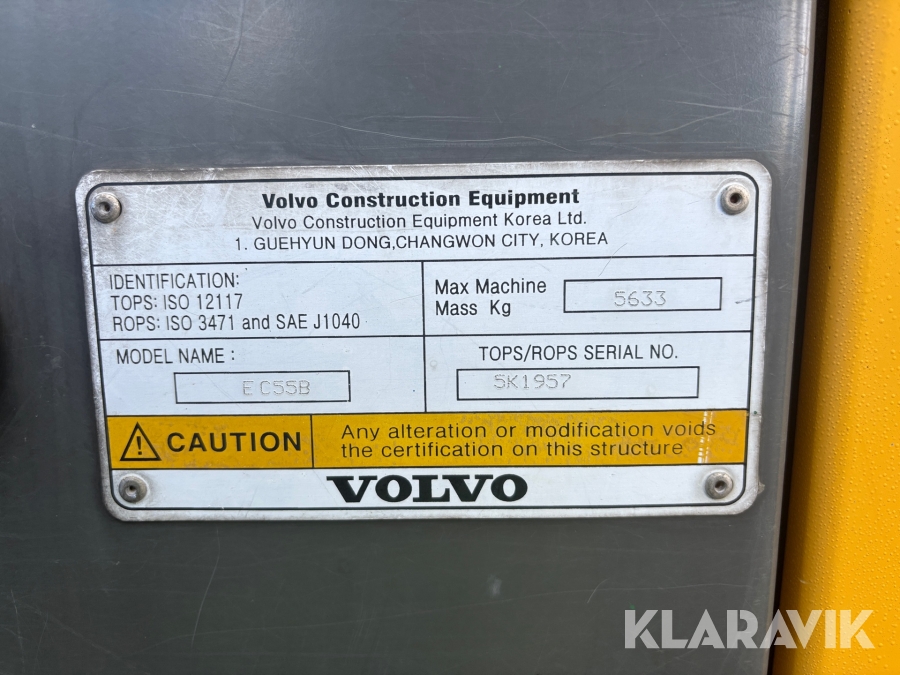 Volvo Construction Equipment
Volvo Construction Equipment Korea Ltd.
1. GUEHYUN DONG,CHANGWON CITY, KOREA
IDENTIFICATION:
TOPS: ISO 12117
ROPS: ISO 3471 and SAE J1040
Max Machine
Mass Kg
5633
MODEL NAME :
EC55B
TOPS/ROPS SERIAL NO.
5K1957
CAUTION
Any alteration or modification voids
the certification on this structure
VOLVO
KLARAVIK